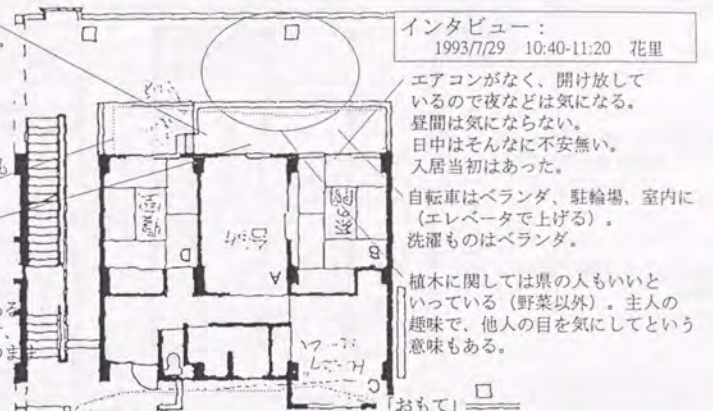 インタビュー：
1993/7/29　10:40-11:20　花里
エアコンがなく、開け放して
いるので夜などは気になる。
昼間は気にならない。
日中はそんなに不安無い。
入居当初はあった。
自転車はベランダ、駐輪場、室内に
（エレベータで上げる）。
洗濯ものはベランダ。
植木に関しては県の人もいいと
いっている（野菜以外）。主人の
趣味で、他人の目を気にしてという
意味もある。
A
B
C
D
「おもて」